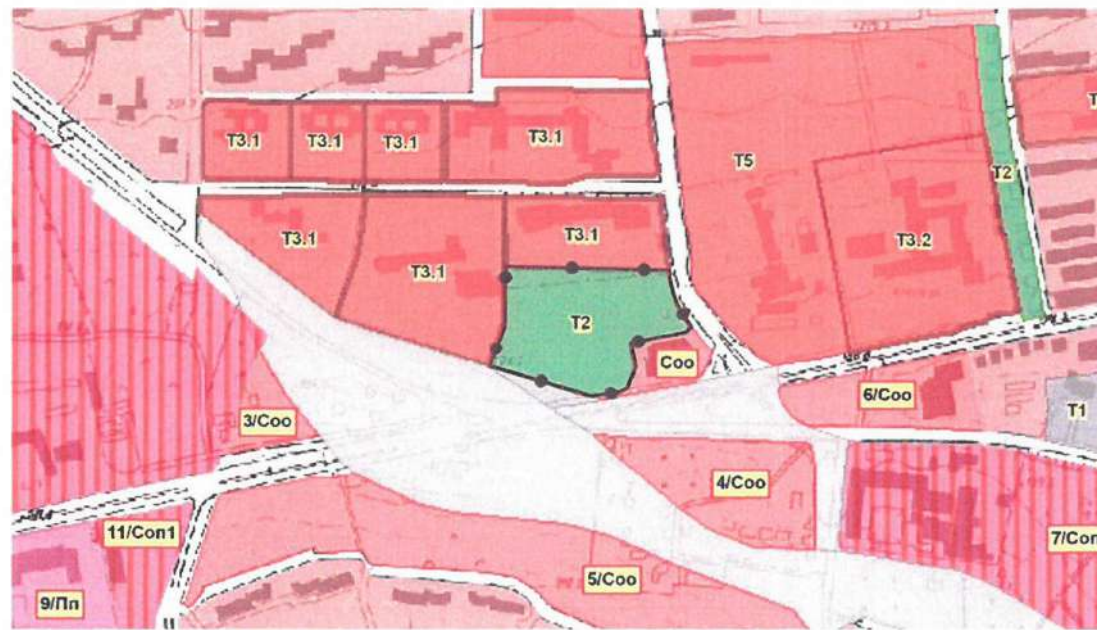 Т3.1
Т3.1
Т3.1
Т3.1
Т5
Т2
Т3.1
Т3.1
Т3.1
Т3.2
Т2
Соо
6/Соо
Т1
3/Соо
4/Соо
11/Соп1
7/Соп
5/Соо
9/Пп